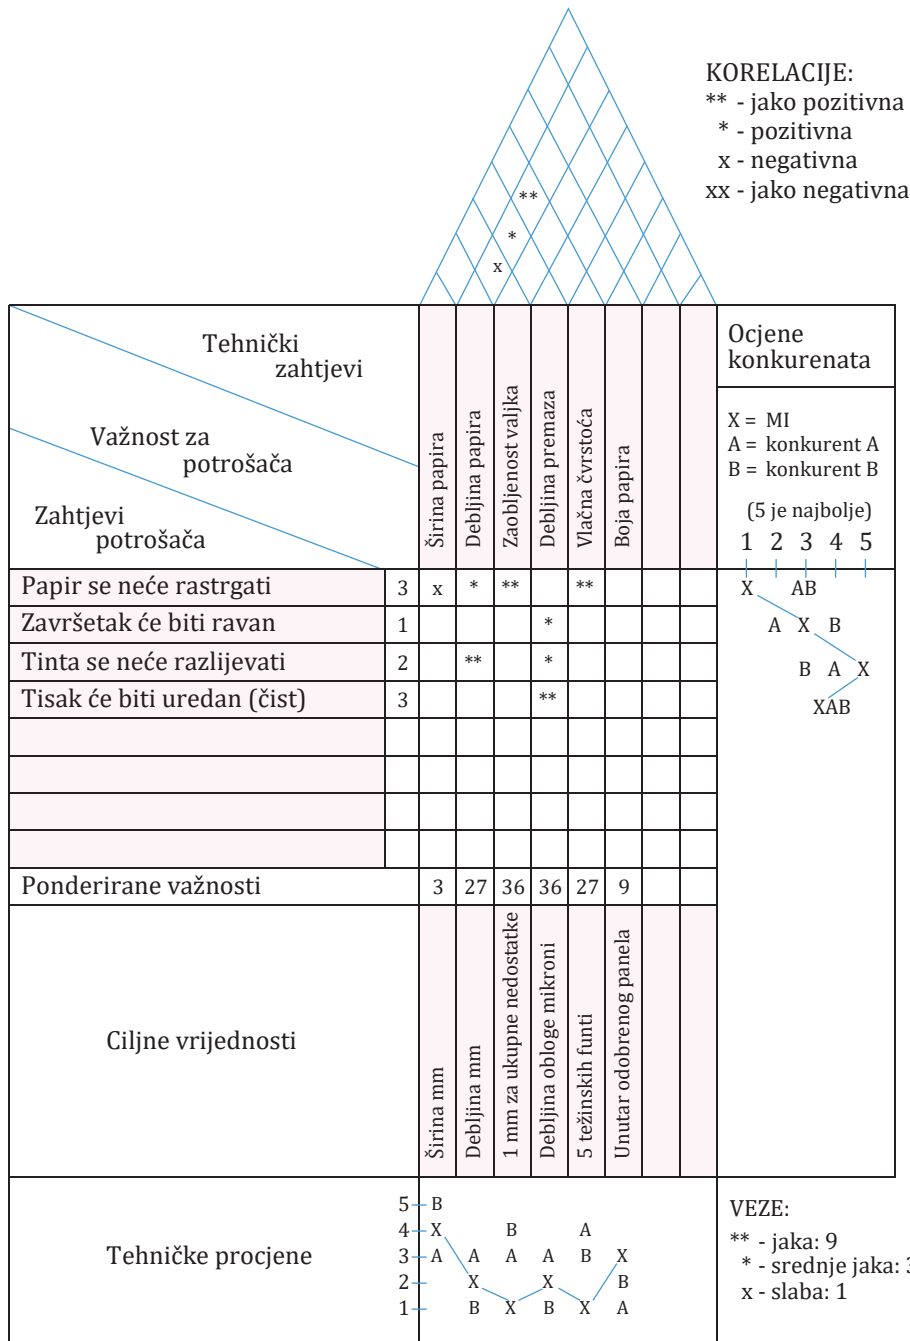 KORELACIJE:
** - jako pozitivna
* - pozitivna
x - negativna
xx - jako negativna
**
*
x
Tehnički
zahtjevi
Važnost za
potrošača
Zahtjevi
potrošača
Širina papira
Debljina papira
Zaobljenost valjka
Debljina premaza
Vlačna čvrstoća
Boja papira
Ocjene
konkurenata
X = MI
A = konkurent A
B = konkurent B
(5 je najbolje)
1 2 3 4 5
Papir se neće rastrgati 3 x * ** ** X AB
Završetak će biti ravan 1 * A X B
Tinta se neće razlijevati 2 ** * B A X
Tisak će biti uredan (čist) 3 ** XAB
Ponderirane važnosti 3 27 36 36 27 9
Ciljne vrijednosti
Širina mm
Debljina mm
1 mm za ukupne nedostatke
Debljina obloge mikroni
5 težinskih funti
Unutar odobrenog panela
Tehničke procjene
5 B
4 X B A
3 A A A A B X
2 X X B
1 B X B X A
VEZE:
** - jaka: 9
* - srednje jaka: 3
x - slaba: 1